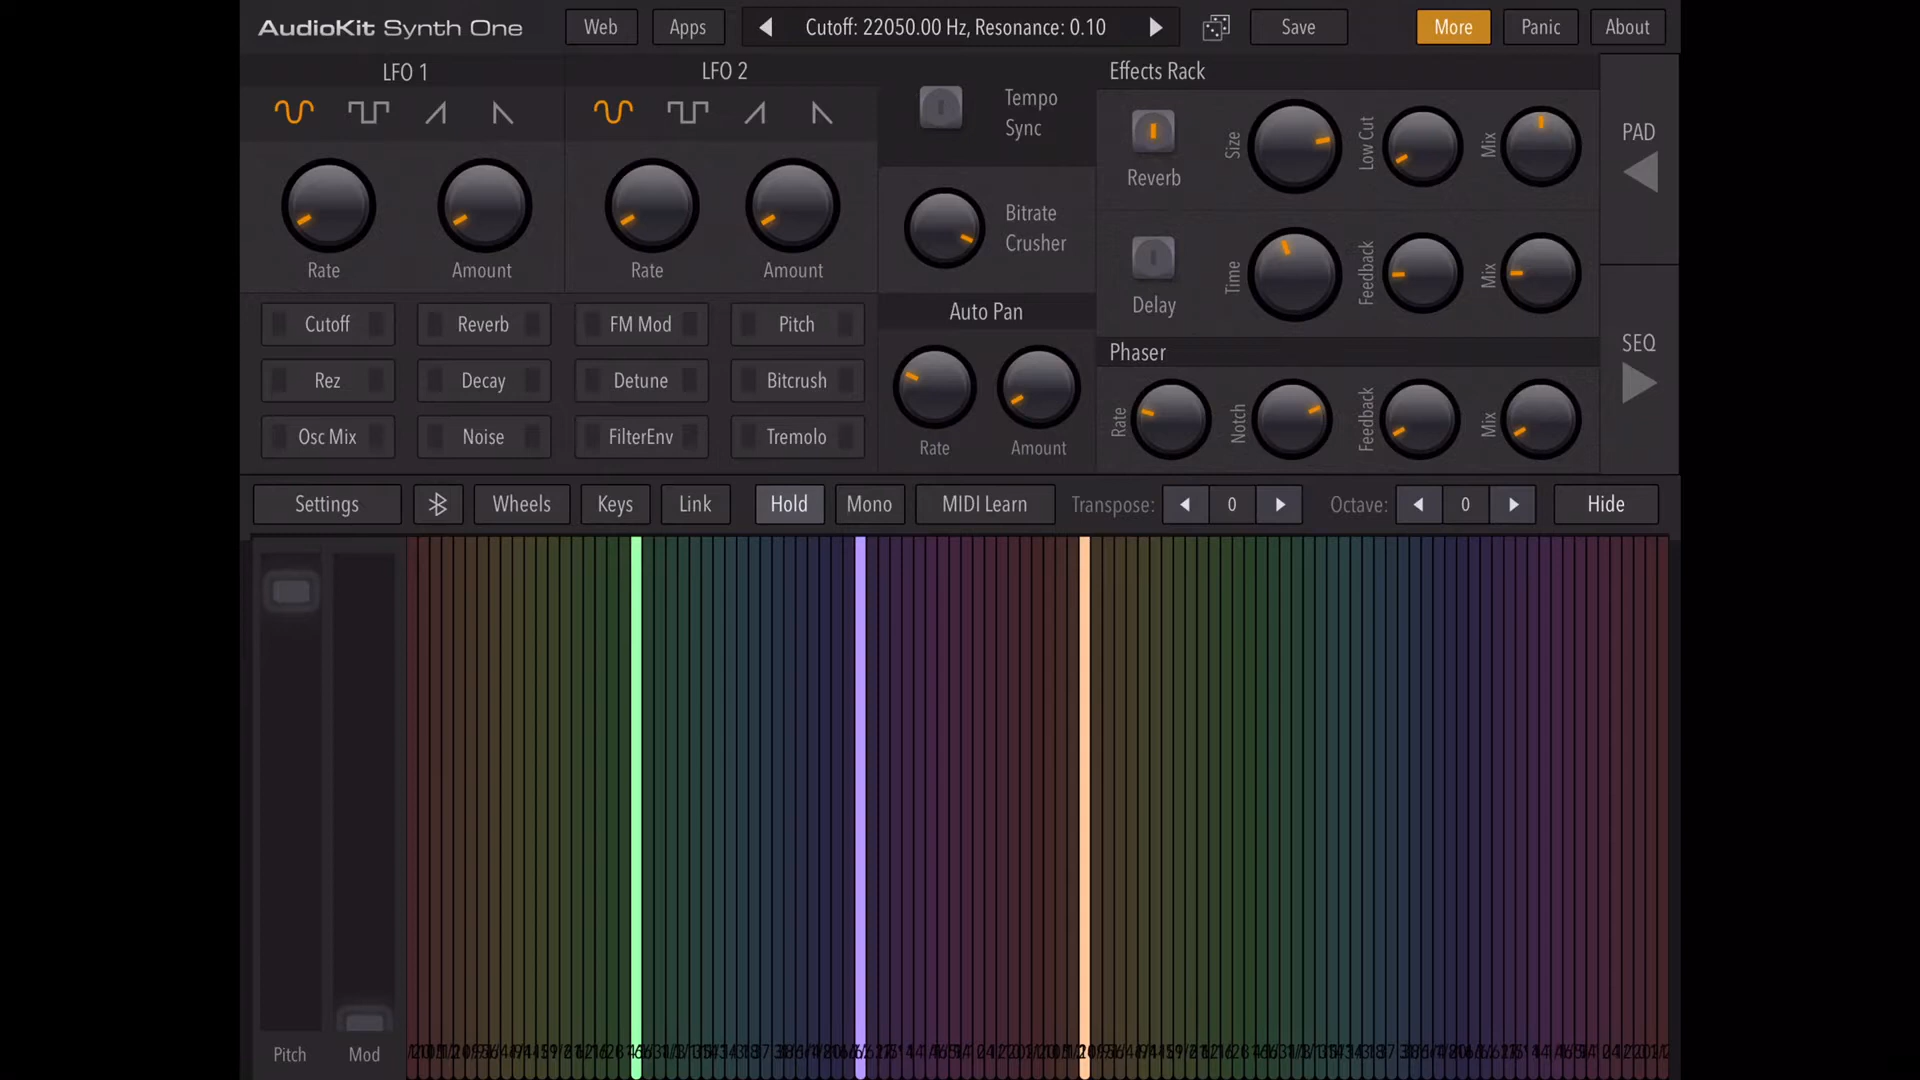 AudioKit Synth One
Web
Apps
Cutoff: 22050.00 Hz, Resonance: 0.10
Save
More
Panic
About
LFO 1
LFO 2
Tempo
Sync
Effects Rack
Reverb
Size
Low Cut
Mix
PAD
Rate
Amount
Rate
Amount
Bitrate
Crusher
Delay
Time
Feedback
Mix
Cutoff
Reverb
FM Mod
Pitch
Auto Pan
SEQ
Phaser
Rez
Decay
Detune
Bitcrush
Rate
Notch
Feedback
Mix
Osc Mix
Noise
FilterEnv
Tremolo
Rate
Amount
Settings
Wheels
Keys
Link
Hold
Mono
MIDI Learn
Transpose:
0
Octave:
0
Hide
Pitch
Mod